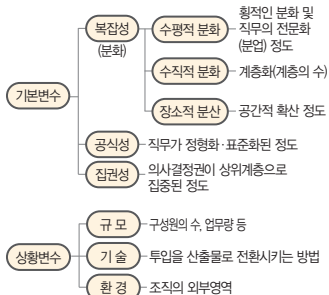 기본변수
복잡성
(분화)
수평적 분화
횡적인 분화 및
직무의 전문화
(분업) 정도
수직적 분화
계층화(계층의 수)
장소적 분산
공간적 확산 정도
공식성
직무가 정형화·표준화된 정도
집권성
의사결정권이 상위계층으로
집중된 정도
상황변수
규 모
구성원의 수, 업무량 등
기 술
투입을 산출물로 전환시키는 방법
환 경
조직의 외부영역